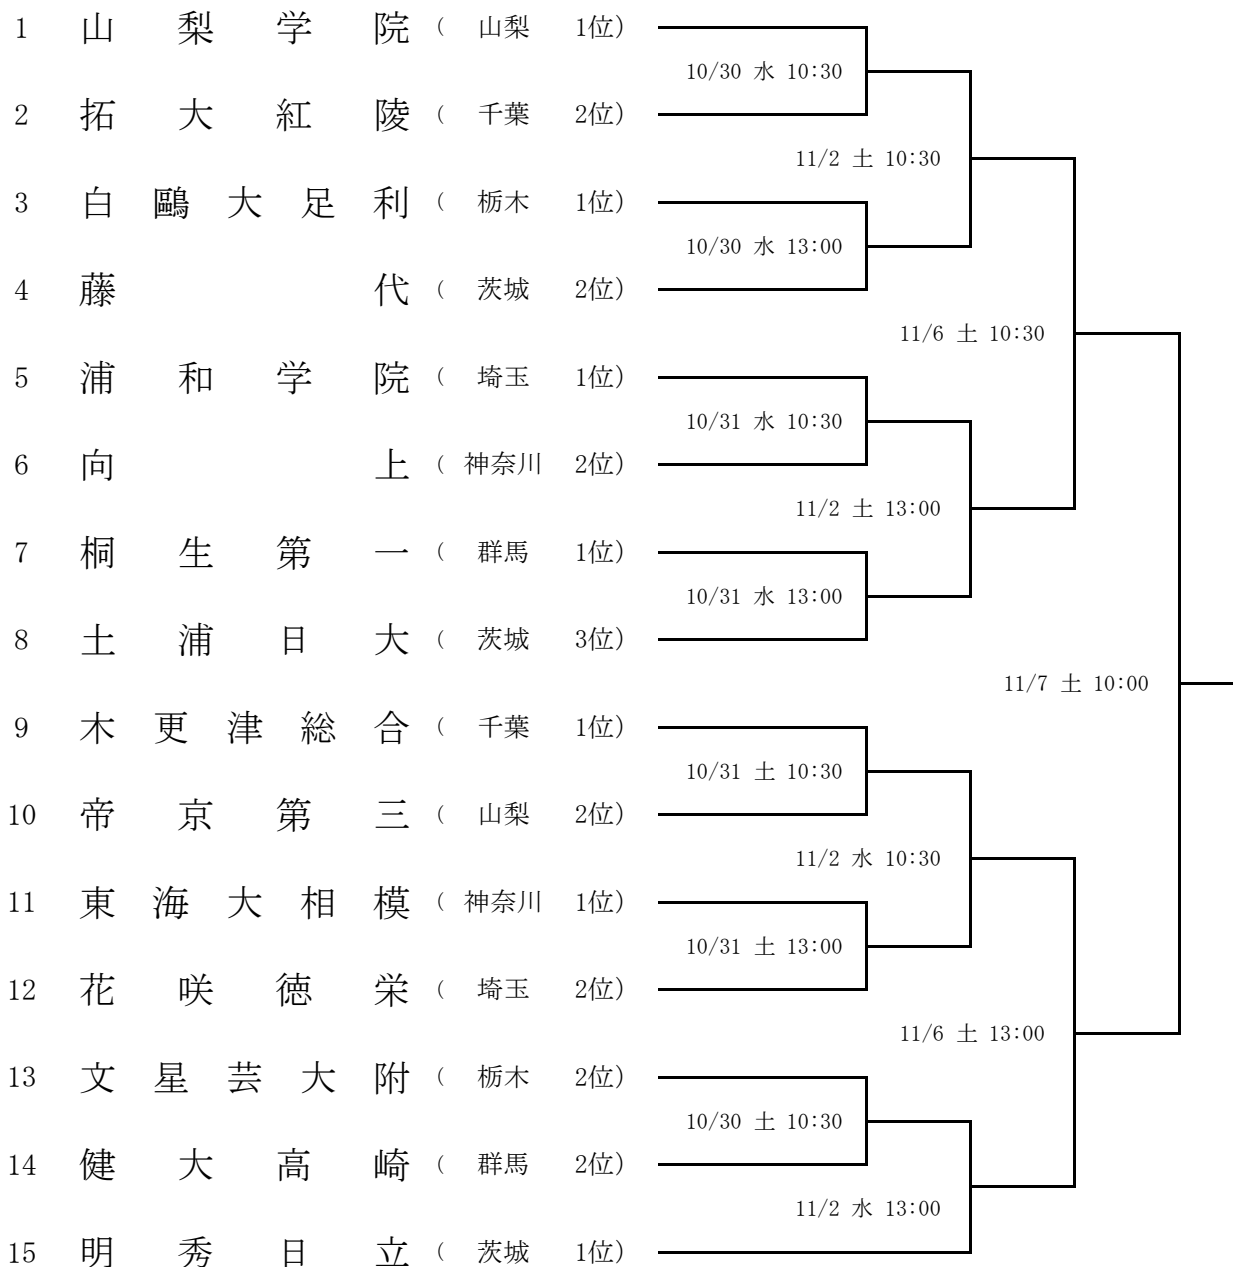 1 山梨学院 ( 山梨 1位)
10/30 水 10:30
2 拓大紅陵 ( 千葉 2位)
11/2 土 10:30
3 白鷗大足利 ( 栃木 1位)
10/30 水 13:00
4 藤代 ( 茨城 2位)
11/6 土 10:30
5 浦和学院 ( 埼玉 1位)
10/31 水 10:30
6 向上 ( 神奈川 2位)
11/2 土 13:00
7 桐生第一 ( 群馬 1位)
10/31 水 13:00
8 土浦日大 ( 茨城 3位)
11/7 土 10:00
9 木更津総合 ( 千葉 1位)
10/31 土 10:30
10 帝京第三 ( 山梨 2位)
11/2 水 10:30
11 東海大相模 ( 神奈川 1位)
10/31 土 13:00
12 花咲徳栄 ( 埼玉 2位)
11/6 土 13:00
13 文星芸大附 ( 栃木 2位)
10/30 土 10:30
14 健大高崎 ( 群馬 2位)
11/2 水 13:00
15 明秀日立 ( 茨城 1位)